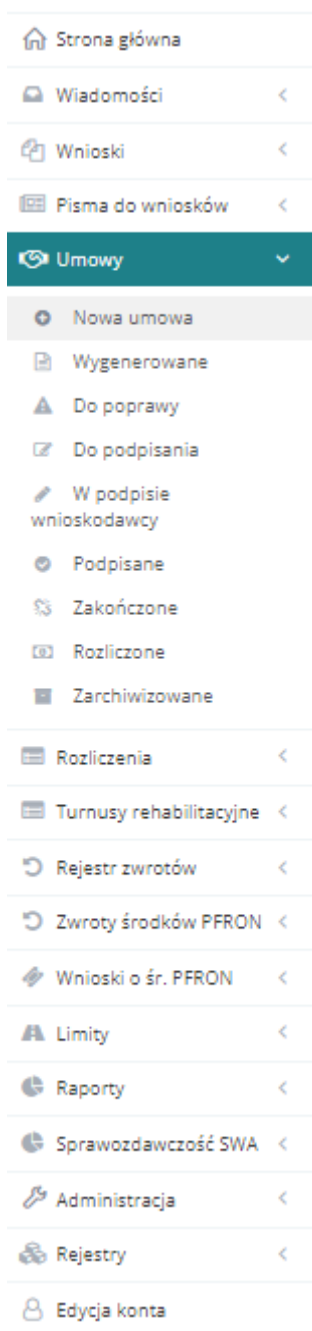 Strona główna
Wiadomości
Wnioski
Pisma do wniosków
Umowy
Nowa umowa
Wygenerowane
Do poprawy
Do podpisania
W podpisie
wnioskodawcy
Podpisane
Zakończone
Rozliczone
Zarchiwizowane
Rozliczenia
Turnusy rehabilitacyjne
Rejestr zwrotów
Zwroty środków PFRON
Wnioski o śr. PFRON
Limity
Raporty
Sprawozdawczość SWA
Administracja
Rejestry
Edycja konta